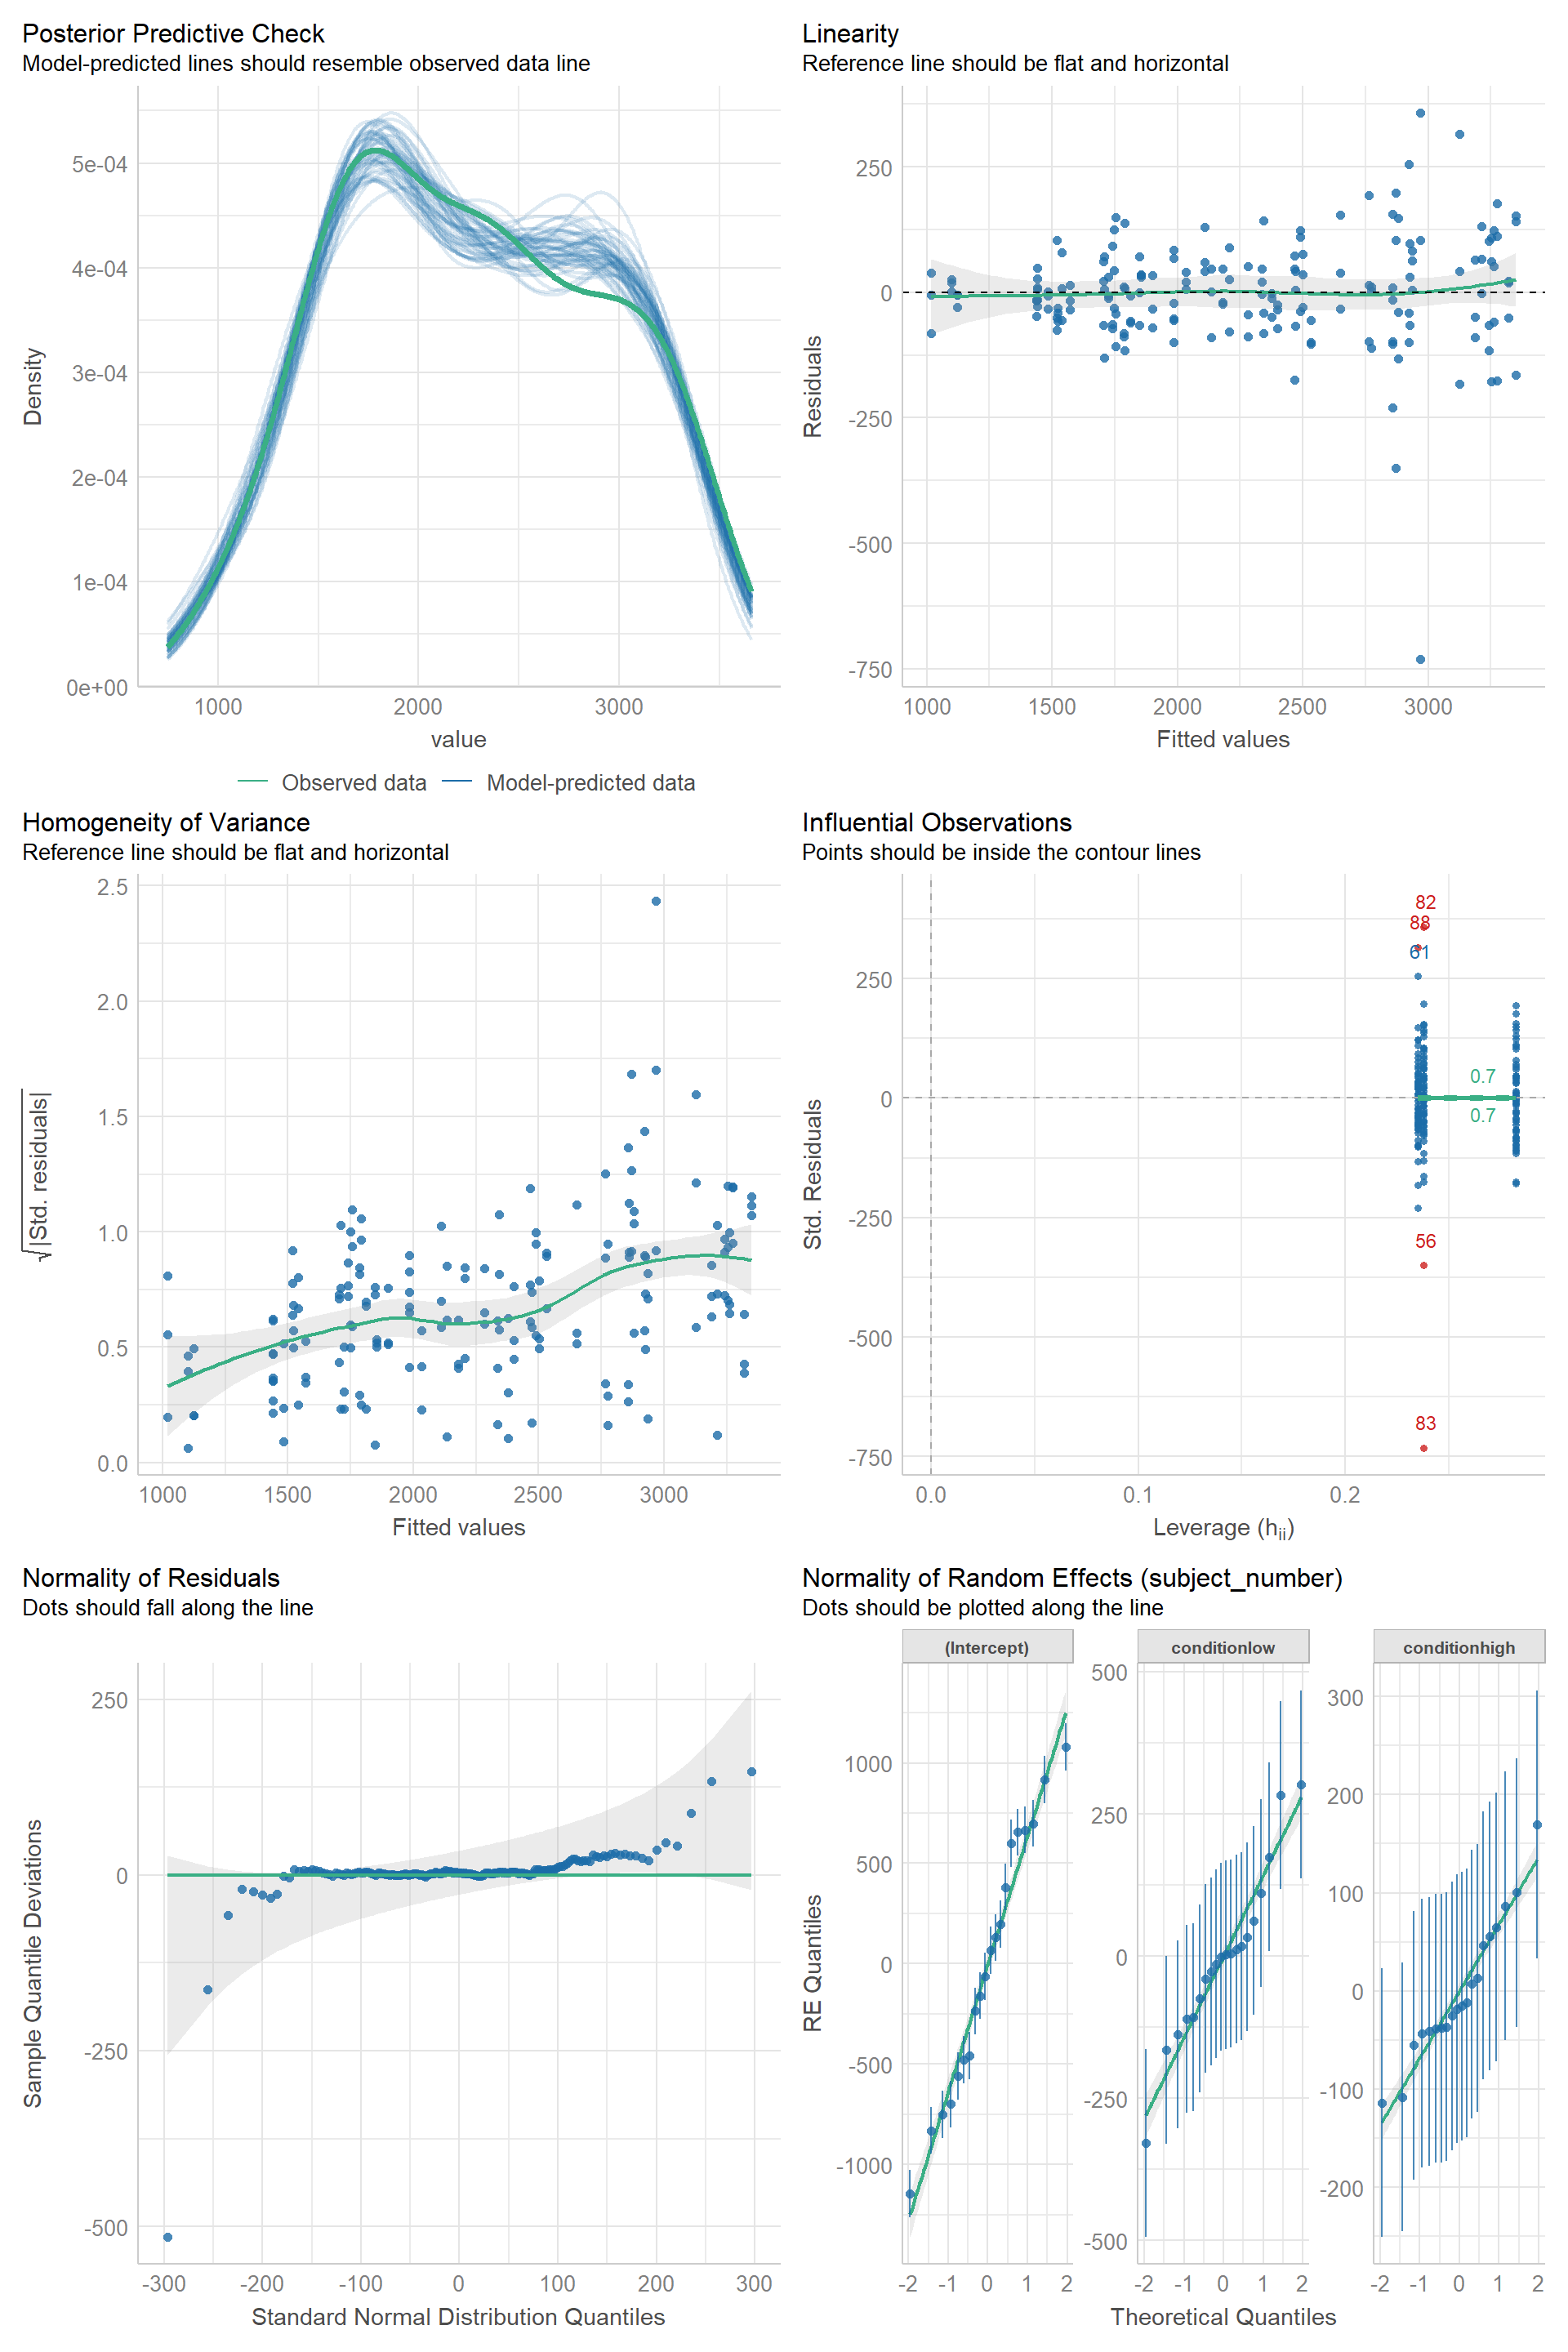 Posterior Predictive Check
Model-predicted lines should resemble observed data line
5e-04
4e-04
3e-04
2e-04
1e-04
0e+00
Density
1000 2000 3000
value
Observed data Model-predicted data
Linearity
Reference line should be flat and horizontal
250
0
-250
-500
-750
Residuals
1000 1500 2000 2500 3000
Fitted values
Homogeneity of Variance
Reference line should be flat and horizontal
2.5
2.0
1.5
1.0
0.5
0.0
√|Std. residuals|
1000 1500 2000 2500 3000
Fitted values
Influential Observations
Points should be inside the contour lines
82
88
61
0.7
0.7
56
83
250
0
-250
-500
-750
Std. Residuals
0.0 0.1 0.2
Leverage (hii)
Normality of Residuals
Dots should fall along the line
250
0
-250
-500
Sample Quantile Deviations
-300 -200 -100 0 100 200 300
Standard Normal Distribution Quantiles
Normality of Random Effects (subject_number)
Dots should be plotted along the line
(Intercept) conditionlow conditionhigh
1000
500
0
-500
-1000
500
250
0
-250
-500
300
200
100
0
-100
-200
RE Quantiles
-2 -1 0 1 2 -2 -1 0 1 2 -2 -1 0 1 2
Theoretical Quantiles